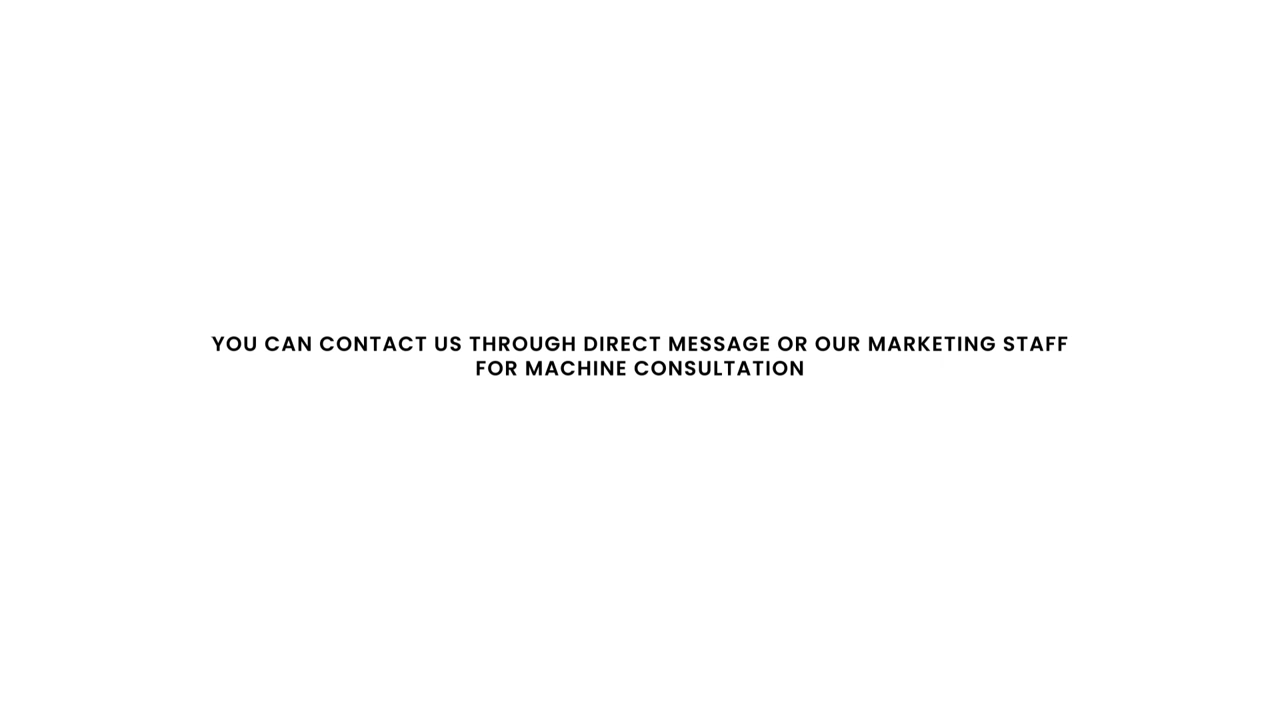 YOU CAN CONTACT US THROUGH DIRECT MESSAGE OR OUR MARKETING STAFF
FOR MACHINE CONSULTATION